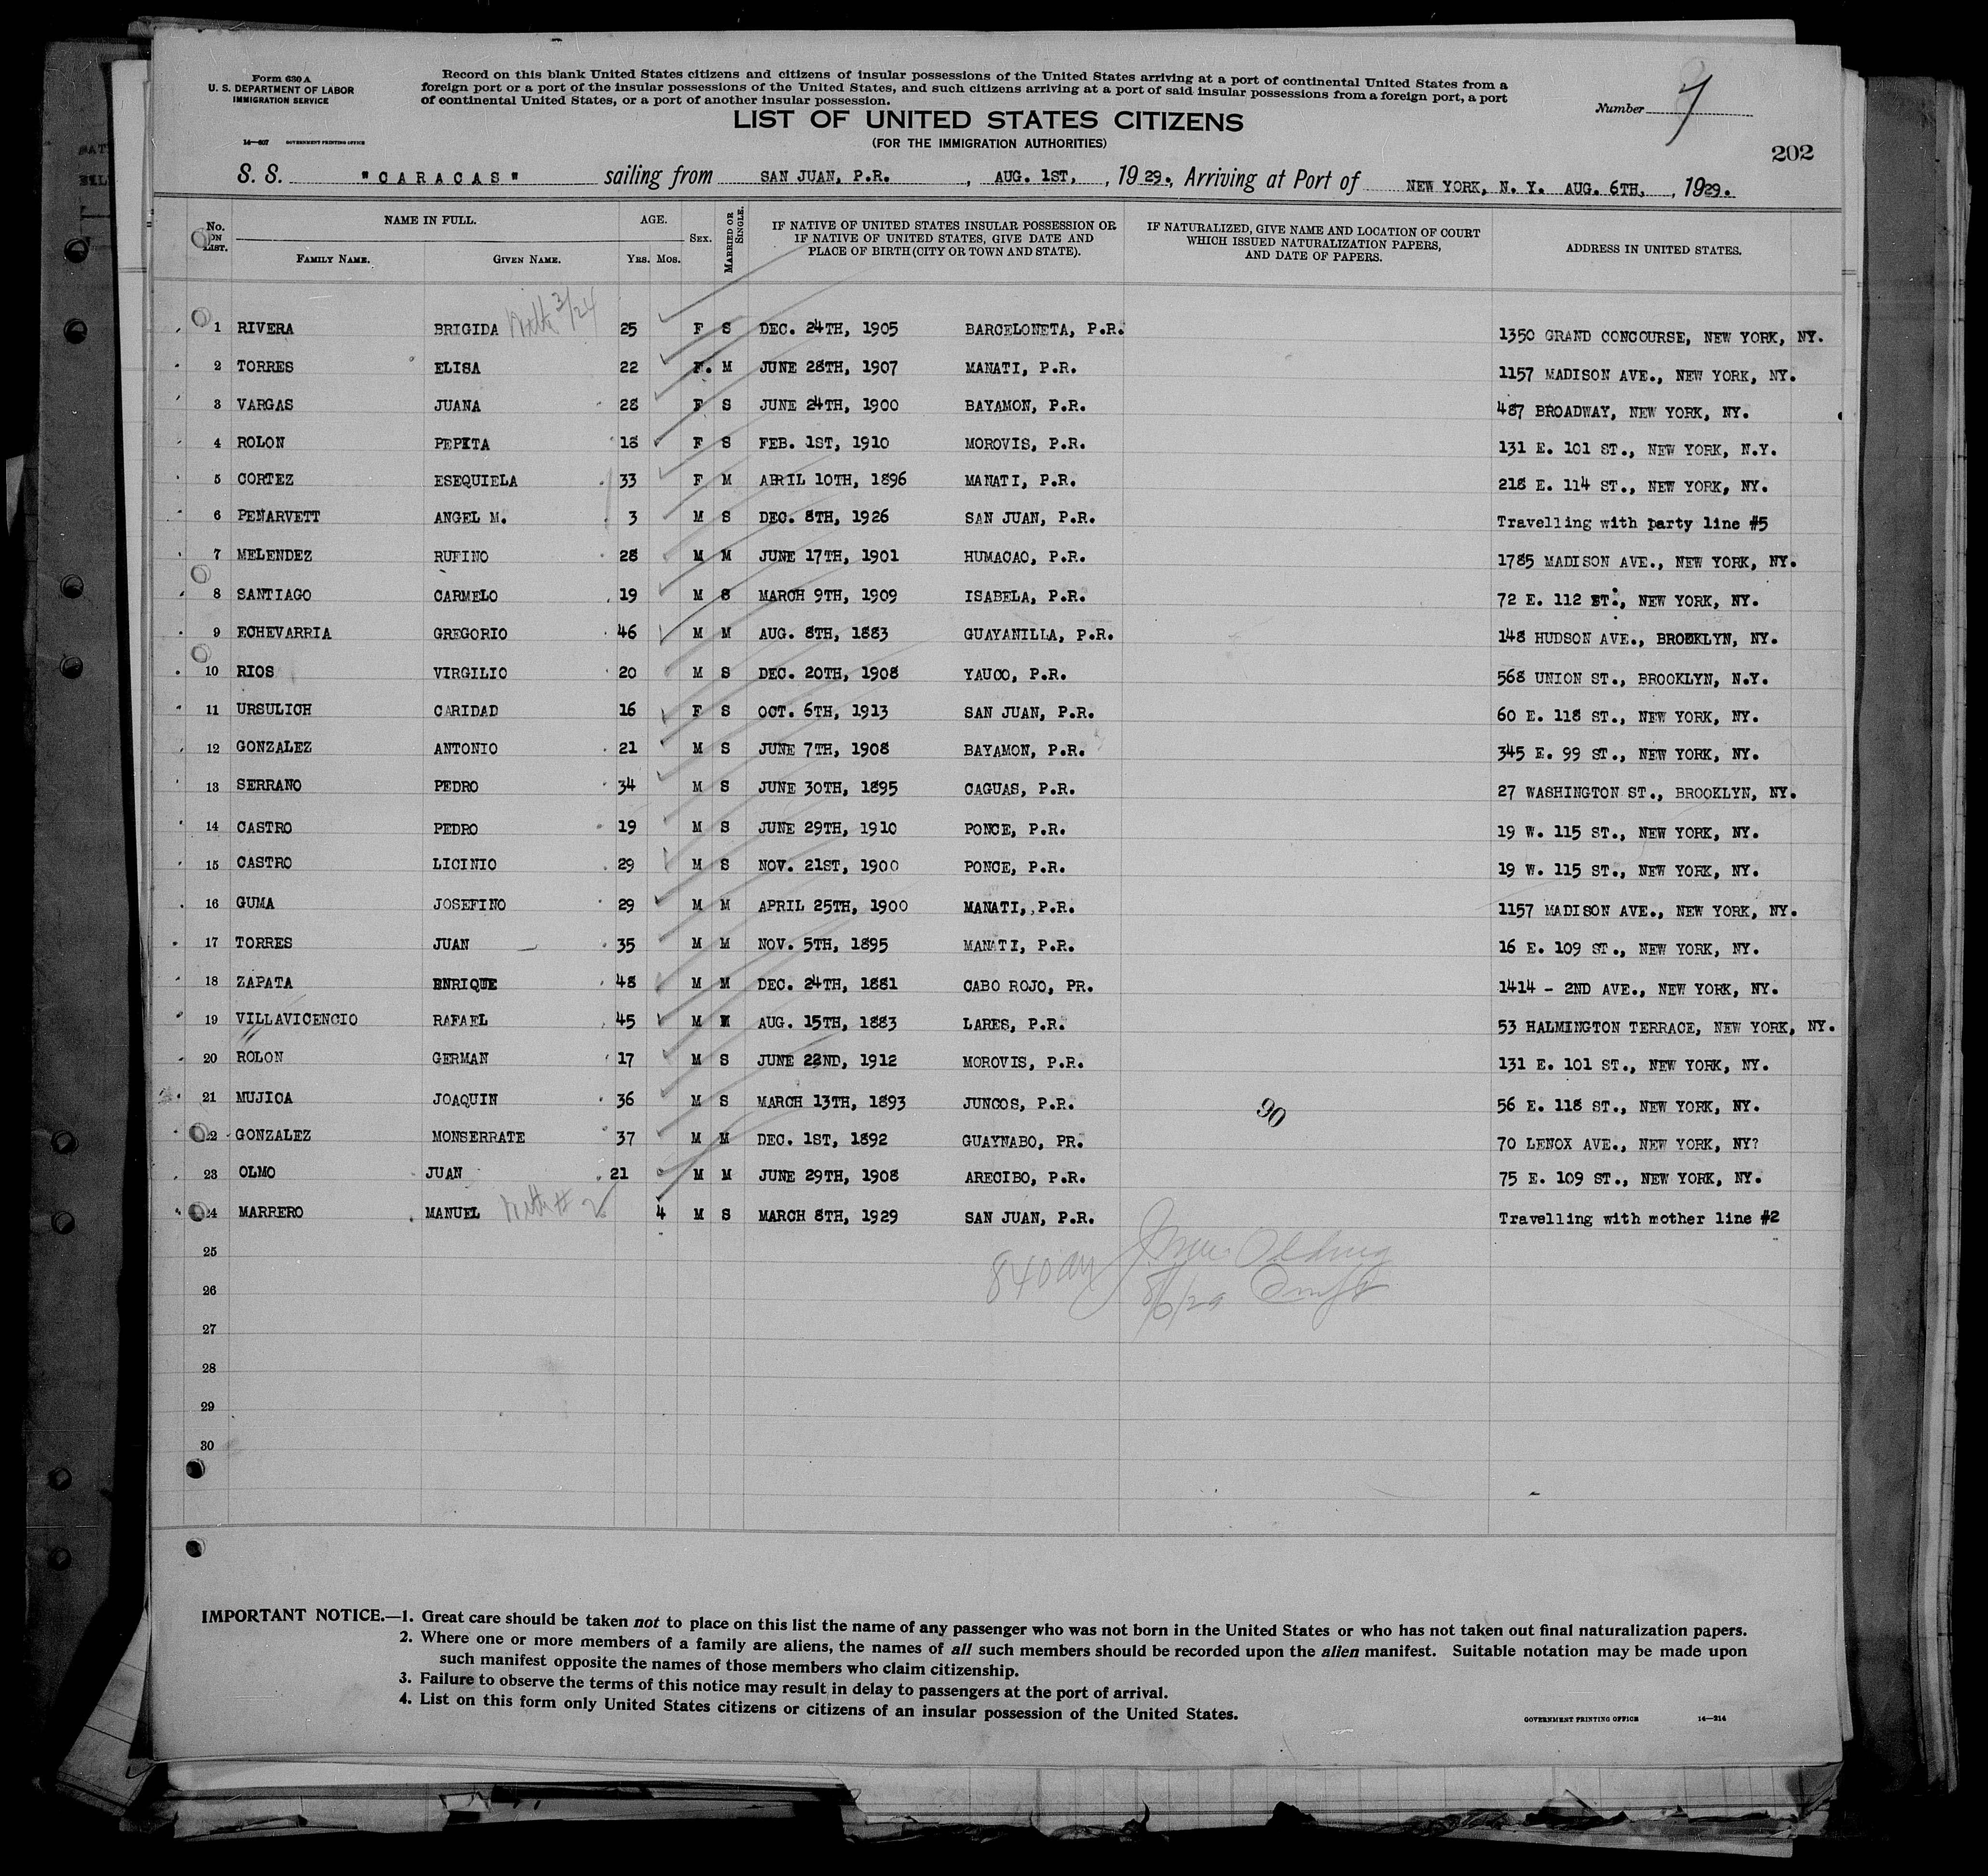 Form 630 A
U. S. DEPARTMENT OF LABOR
IMMIGRATION SERVICE
14—807 GOVERNMENT PRINTING OFFICE
Record on this blank United States citizens and citizens of insular possessions of the United States arriving at a port of continental United States from a
foreign port or a port of the insular possessions of the United States, and such citizens arriving at a port of said insular possessions from a foreign port, a port
of continental United States, or a port of another insular possession.
LIST OF UNITED STATES CITIZENS
(FOR THE IMMIGRATION AUTHORITIES)
Number 7
202
S. S. "CARACAS" sailing from SAN JUAN, P.R. , AUG. 1ST, , 1929., Arriving at Port of NEW YORK, N. Y. AUG. 6TH, , 1929.
No. ON LIST. NAME IN FULL. FAMILY NAME. GIVEN NAME. AGE. YRS. MOS. SEX. MARRIED OR SINGLE. IF NATIVE OF UNITED STATES INSULAR POSSESSION OR IF NATIVE OF UNITED STATES, GIVE DATE AND PLACE OF BIRTH (CITY OR TOWN AND STATE). IF NATURALIZED, GIVE NAME AND LOCATION OF COURT WHICH ISSUED NATURALIZATION PAPERS, AND DATE OF PAPERS. ADDRESS IN UNITED STATES.
1 RIVERA BRIGIDA 3/24 25 F S DEC. 24TH, 1905 BARCELONETA, P.R. 1350 GRAND CONCOURSE, NEW YORK, NY.
2 TORRES ELISA 22 F. M JUNE 28TH, 1907 MANATI, P.R. 1157 MADISON AVE., NEW YORK, NY.
3 VARGAS JUANA 28 F S JUNE 24TH, 1900 BAYAMON, P.R. 487 BROADWAY, NEW YORK, NY.
4 ROLON PEPITA 18 F S FEB. 1ST, 1910 MOROVIS, P.R. 131 E. 101 ST., NEW YORK, N.Y.
5 CORTEZ ESEQUIELA 33 F M APRIL 10TH, 1896 MANATI, P.R. 218 E. 114 ST., NEW YORK, NY.
6 PENARVETT ANGEL M. 3 M S DEC. 8TH, 1926 SAN JUAN, P.R. Travelling with party line #5
7 MELENDEZ RUFINO 28 M M JUNE 17TH, 1901 HUMACAO, P.R. 1785 MADISON AVE., NEW YORK, NY.
8 SANTIAGO CARMELO 19 M S MARCH 9TH, 1909 ISABELA, P.R. 72 E. 112 ST., NEW YORK, NY.
9 ECHEVARRIA GREGORIO 46 M M AUG. 8TH, 1883 GUAYANILLA, P.R. 148 HUDSON AVE., BROOKLYN, NY.
10 RIOS VIRGILIO 20 M S DEC. 20TH, 1908 YAUCO, P.R. 568 UNION ST., BROOKLYN, N.Y.
11 URSULICH CARIDAD 16 F S OCT. 6TH, 1913 SAN JUAN, P.R. 60 E. 118 ST., NEW YORK, NY.
12 GONZALEZ ANTONIO 21 M S JUNE 7TH, 1908 BAYAMON, P.R. 345 E. 99 ST., NEW YORK, NY.
13 SERRANO PEDRO 34 M S JUNE 30TH, 1895 CAGUAS, P.R. 27 WASHINGTON ST., BROOKLYN, NY.
14 CASTRO PEDRO 19 M S JUNE 29TH, 1910 PONCE, P.R. 19 W. 115 ST., NEW YORK, NY.
15 CASTRO LICINIO 29 M S NOV. 21ST, 1900 PONCE, P.R. 19 W. 115 ST., NEW YORK, NY.
16 GUMA JOSEFINO 29 M M APRIL 25TH, 1900 MANATI, P.R. 1157 MADISON AVE., NEW YORK, NY.
17 TORRES JUAN 35 M M NOV. 5TH, 1895 MANATI, P.R. 16 E. 109 ST., NEW YORK, NY.
18 ZAPATA ENRIQUE 48 M M DEC. 24TH, 1881 CABO ROJO, PR. 1414 - 2ND AVE., NEW YORK, NY.
19 VILLAVICENCIO RAFAEL 45 M AUG. 15TH, 1883 LARES, P.R. 53 HALMINGTON TERRACE, NEW YORK, NY.
20 ROLON GERMAN 17 M S JUNE 22ND, 1912 MOROVIS, P.R. 131 E. 101 ST., NEW YORK, NY.
21 MUJICA JOAQUIN 36 M S MARCH 13TH, 1893 JUNCOS, P.R. 90 56 E. 118 ST., NEW YORK, NY.
22 GONZALEZ MONSERRATE 37 M M DEC. 1ST, 1892 GUAYNABO, PR. 70 LENOX AVE., NEW YORK, NY?
23 OLMO JUAN 21 M M JUNE 29TH, 1908 ARECIBO, P.R. 75 E. 109 ST., NEW YORK, NY.
24 MARRERO MANUEL With # 2 4 M S MARCH 8TH, 1929 SAN JUAN, P.R. Travelling with mother line #2
25
840 am
26
8/6/29
27
28
29
30
IMPORTANT NOTICE.—1. Great care should be taken not to place on this list the name of any passenger who was not born in the United States or who has not taken out final naturalization papers.
2. Where one or more members of a family are aliens, the names of all such members should be recorded upon the alien manifest. Suitable notation may be made upon
such manifest opposite the names of those members who claim citizenship.
3. Failure to observe the terms of this notice may result in delay to passengers at the port of arrival.
4. List on this form only United States citizens or citizens of an insular possession of the United States.
GOVERNMENT PRINTING OFFICE 14—214